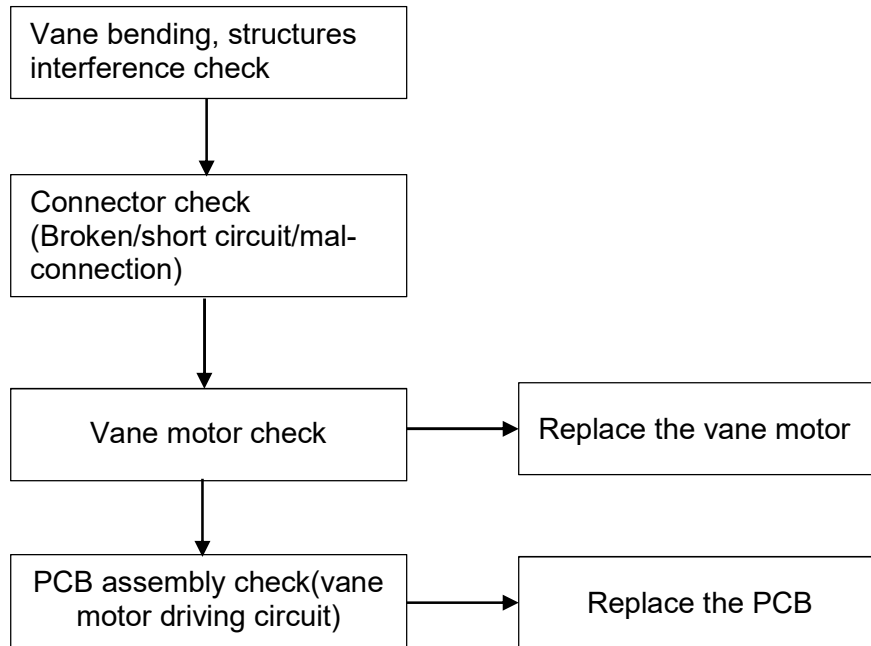 Vane bending, structures
interference check
Connector check
(Broken/short circuit/mal-
connection)
Vane motor check
Replace the vane motor
PCB assembly check(vane
motor driving circuit)
Replace the PCB